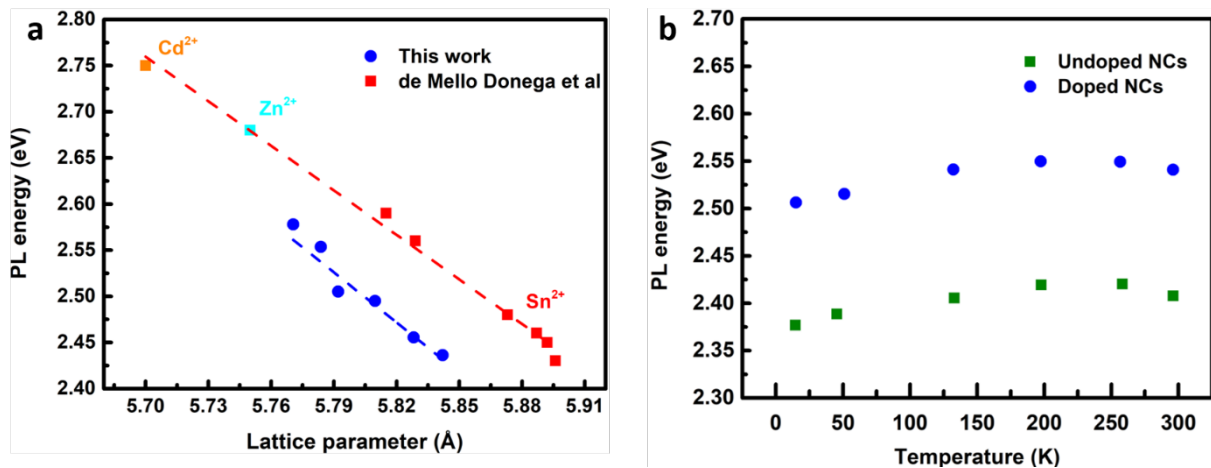 a
2.80
2.75
2.70
2.65
2.60
2.55
2.50
2.45
2.40
PL energy (eV)
Cd²⁺
Zn²⁺
Sn²⁺
This work
de Mello Donega et al
5.70 5.73 5.76 5.79 5.82 5.85 5.88 5.91
Lattice parameter (Å)
b
2.70
2.65
2.60
2.55
2.50
2.45
2.40
2.35
2.30
PL energy (eV)
Undoped NCs
Doped NCs
0 50 100 150 200 250 300
Temperature (K)